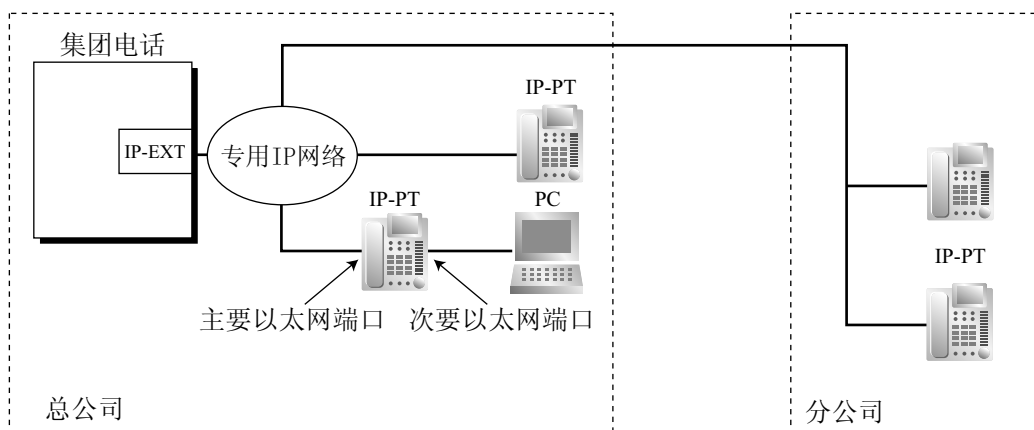 集团电话
IP-EXT
专用IP网络
IP-PT
IP-PT
PC
主要以太网端口
次要以太网端口
总公司
IP-PT
分公司